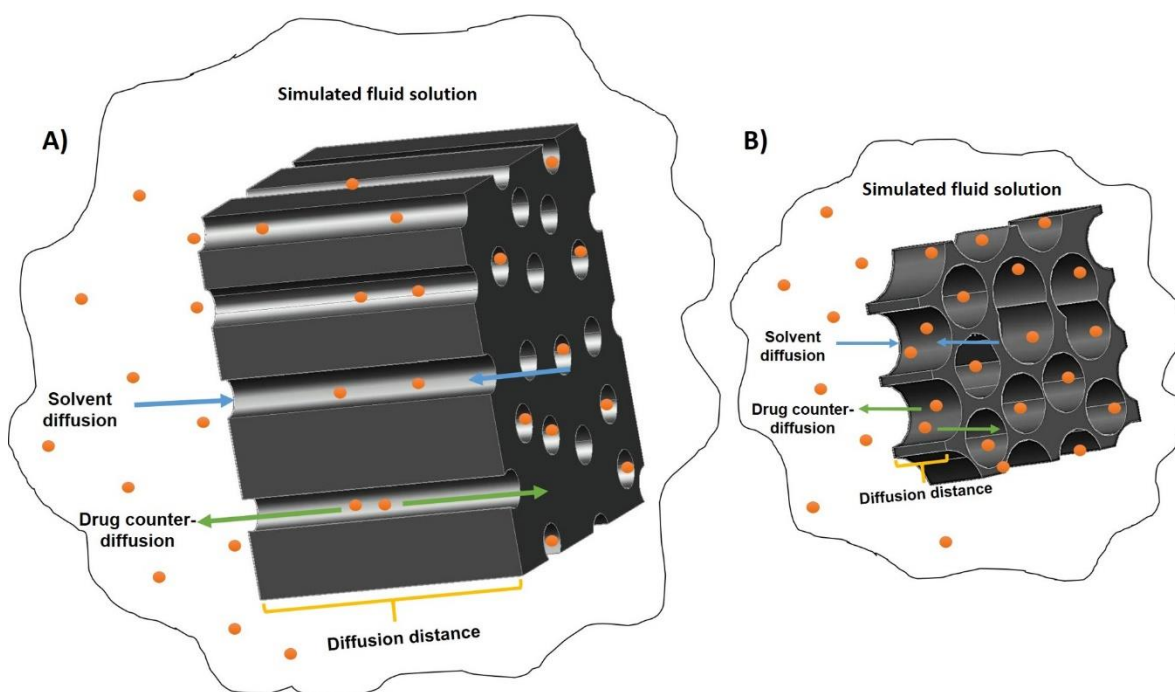 A)
Simulated fluid solution
Solvent
diffusion
Drug counter-
diffusion
Diffusion distance
B)
Simulated fluid solution
Solvent
diffusion
Drug counter-
diffusion
Diffusion distance